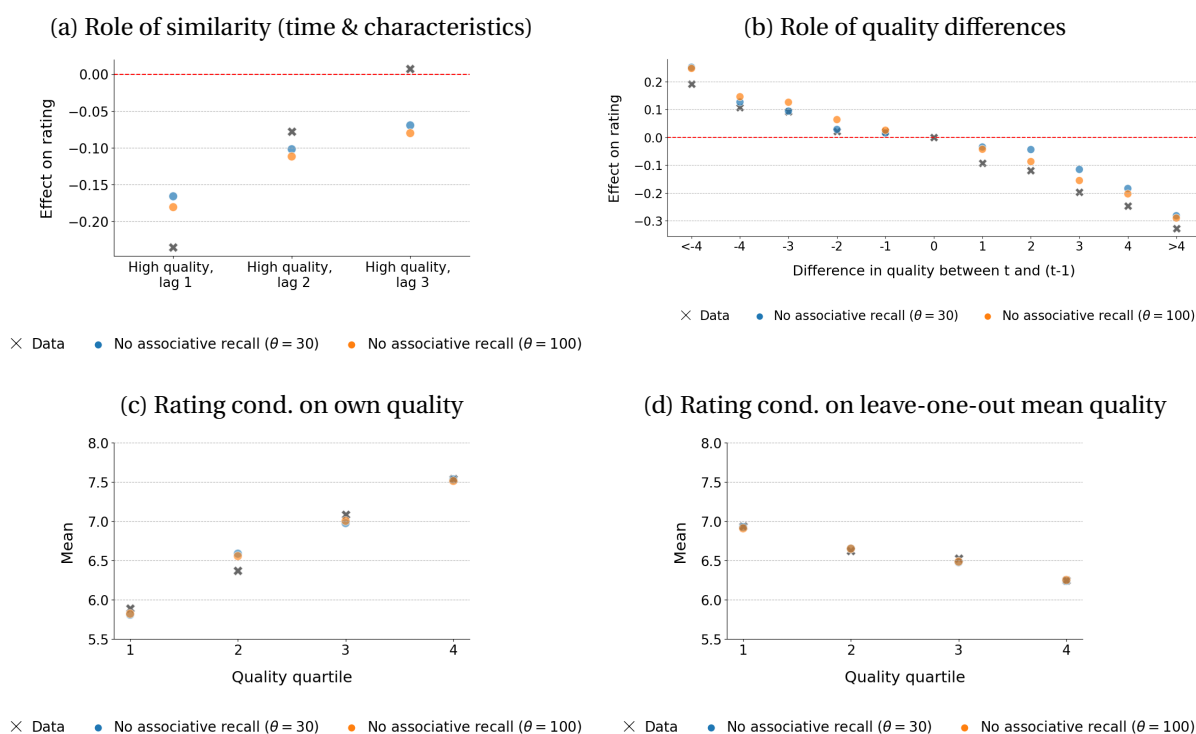 (a) Role of similarity (time & characteristics)
0.00
−0.05
−0.10
−0.15
−0.20
Effect on rating
High quality,
lag 1
High quality,
lag 2
High quality,
lag 3
Data
No associative recall (θ = 30)
No associative recall (θ = 100)
(b) Role of quality differences
0.2
0.1
0.0
−0.1
−0.2
−0.3
Effect on rating
<-4 -4 -3 -2 -1 0 1 2 3 4 >4
Difference in quality between t and (t-1)
Data
No associative recall (θ = 30)
No associative recall (θ = 100)
(c) Rating cond. on own quality
8.0
7.5
7.0
6.5
6.0
5.5
Mean
1 2 3 4
Quality quartile
Data
No associative recall (θ = 30)
No associative recall (θ = 100)
(d) Rating cond. on leave-one-out mean quality
8.0
7.5
7.0
6.5
6.0
5.5
Mean
1 2 3 4
Quality quartile
Data
No associative recall (θ = 30)
No associative recall (θ = 100)